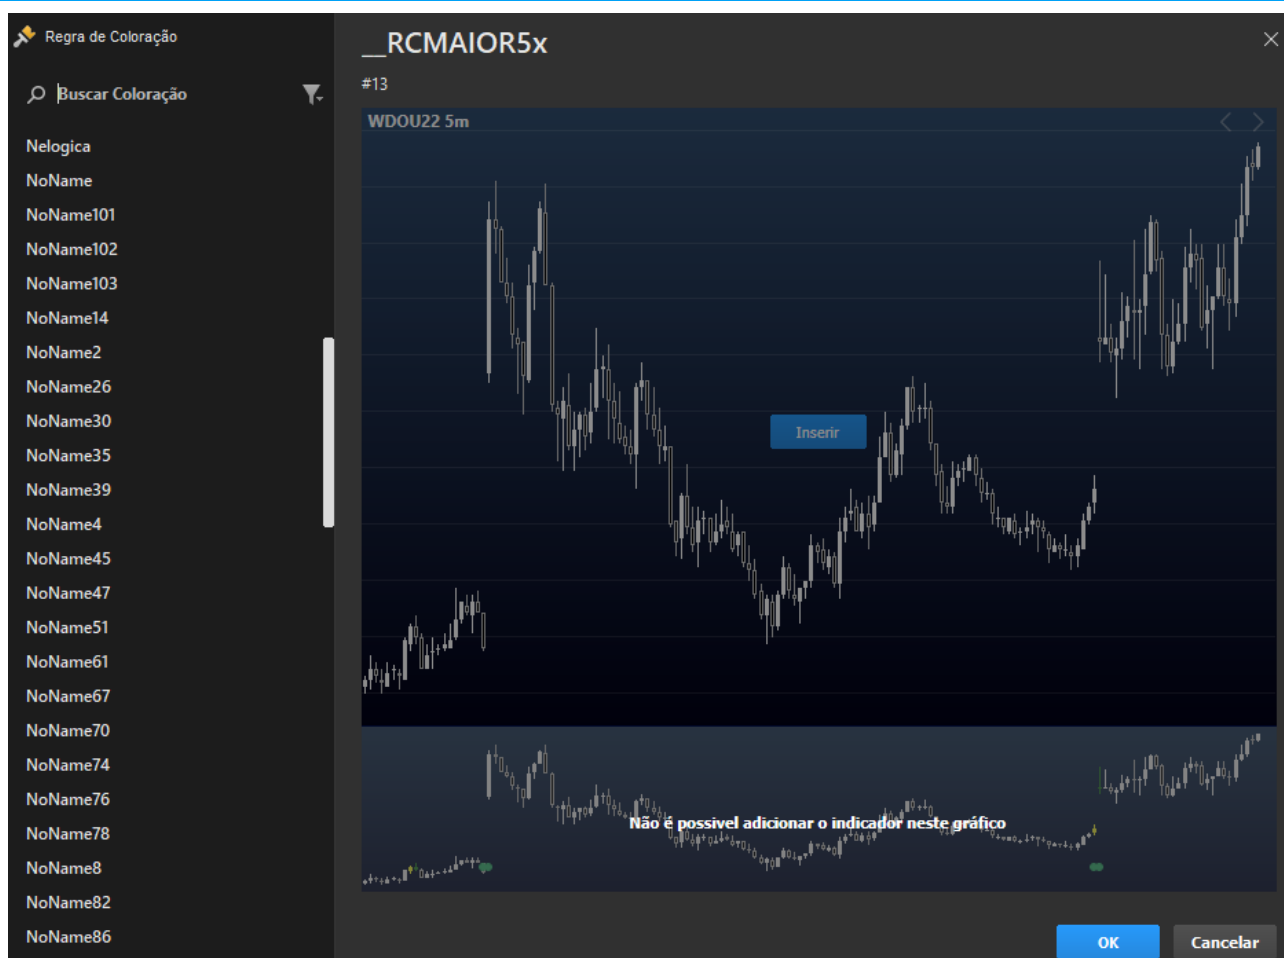 Regra de Coloração
Buscar Coloração
Nelogica
NoName
NoName101
NoName102
NoName103
NoName14
NoName2
NoName26
NoName30
NoName35
NoName39
NoName4
NoName45
NoName47
NoName51
NoName61
NoName67
NoName70
NoName74
NoName76
NoName78
NoName8
NoName82
NoName86
__RCMAIOR5x
#13
WDOU22 5m
Inserir
Não é possivel adicionar o indicador neste gráfico
OK
Cancelar